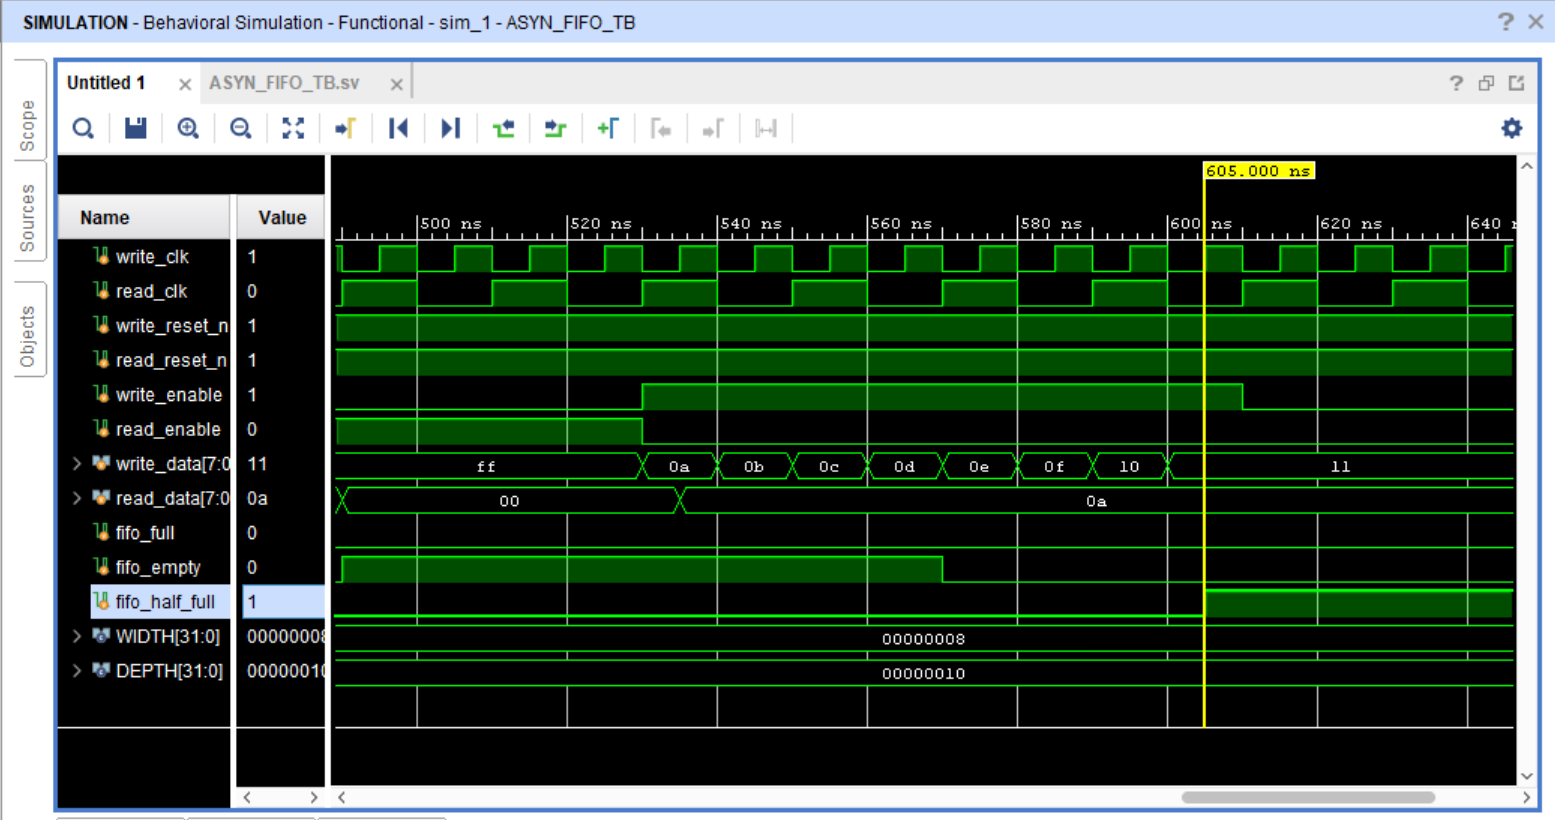 SIMULATION - Behavioral Simulation - Functional - sim_1 - ASYN_FIFO_TB
Scope
Sources
Objects
Untitled 1
ASYN_FIFO_TB.sv
605.000 ns
Name Value
500 ns 520 ns 540 ns 560 ns 580 ns 600 ns 620 ns 640
write_clk 1
read_clk 0
write_reset_n 1
read_reset_n 1
write_enable 1
read_enable 0
write_data[7:0 11 ff 0a 0b 0c 0d 0e 0f 10 11
read_data[7:0 0a 00 0a
fifo_full 0
fifo_empty 0
fifo_half_full 1
WIDTH[31:0] 00000008 00000008
DEPTH[31:0] 00000010 00000010